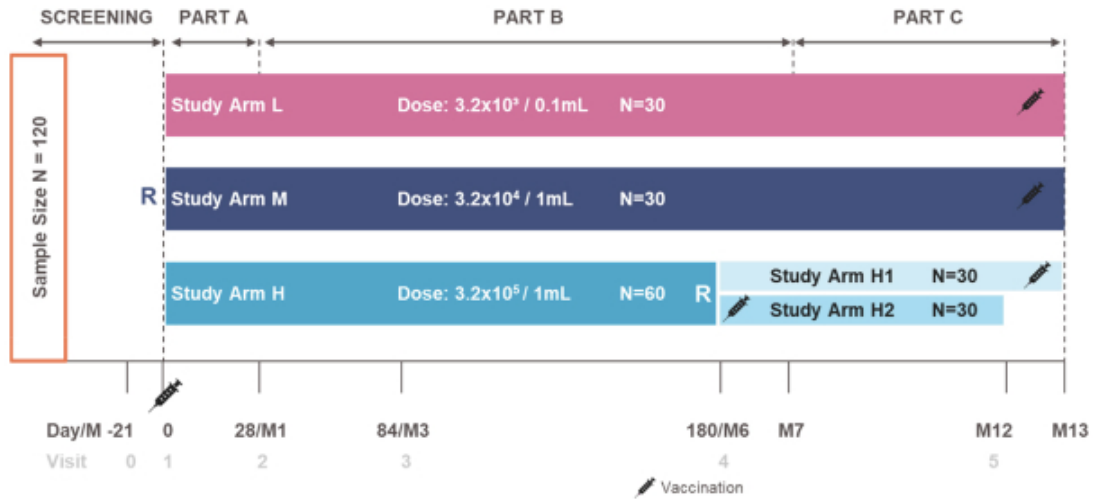 SCREENING PART A PART B PART C
Sample Size N = 120
Study Arm L Dose: 3.2x10³ / 0.1mL N=30
R Study Arm M Dose: 3.2x10⁴ / 1mL N=30
Study Arm H Dose: 3.2x10⁵ / 1mL N=60 R
Study Arm H1 N=30
Study Arm H2 N=30
Day/M -21 0 28/M1 84/M3 180/M6 M7 M12 M13
Visit 0 1 2 3 4 5
Vaccination